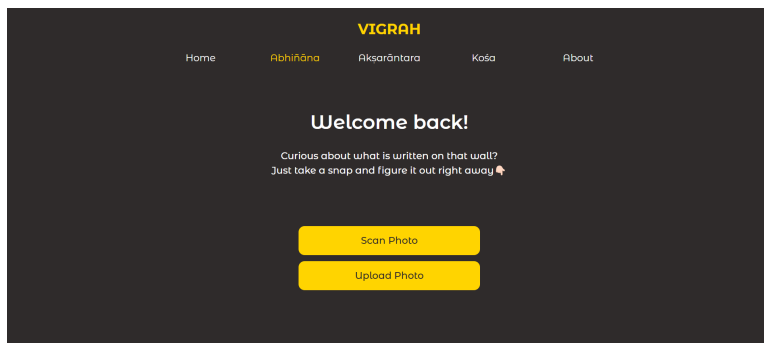 VIGRAH
Home Abhiñāna Akṣarāntara Kośa About
Welcome back!
Curious about what is written on that wall?
Just take a snap and figure it out right away👇🏻
Scan Photo
Upload Photo